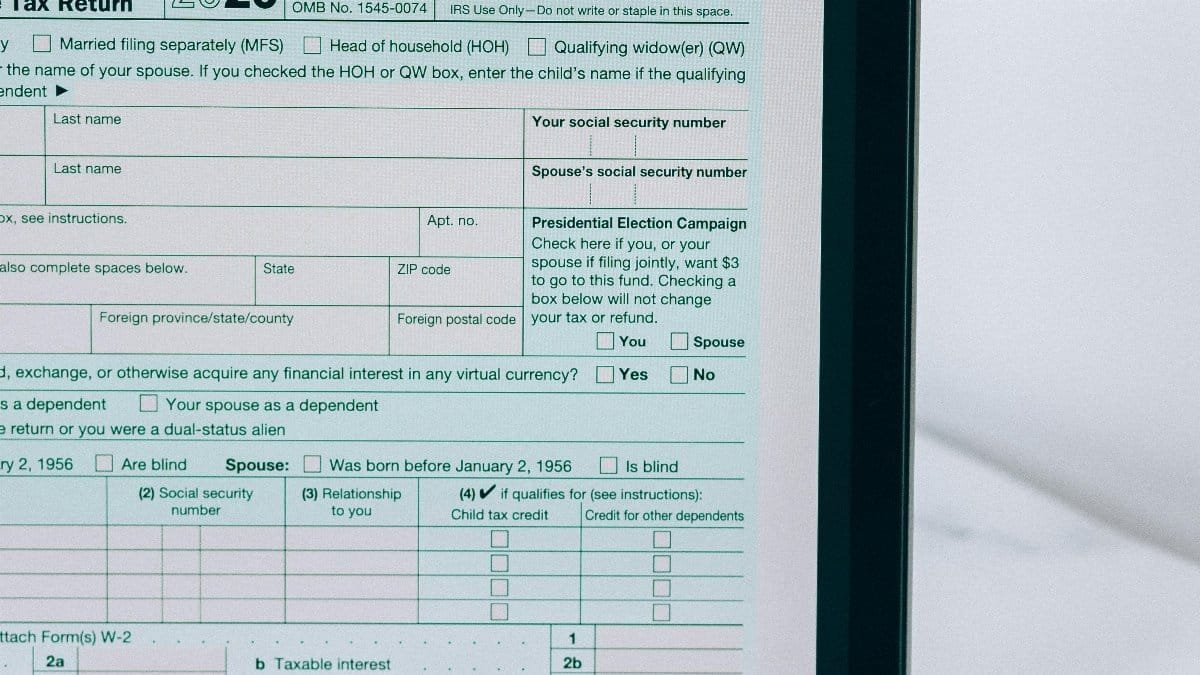 Tax Return
OMB No. 1545-0074
IRS Use Only—Do not write or staple in this space.
Married filing separately (MFS) Head of household (HOH) Qualifying widow(er) (QW)
the name of your spouse. If you checked the HOH or QW box, enter the child's name if the qualifying
endent ▶
Last name
Your social security number
Last name
Spouse's social security number
ox, see instructions.
Apt. no.
Presidential Election Campaign
Check here if you, or your
spouse if filing jointly, want $3
to go to this fund. Checking a
box below will not change
your tax or refund.
You Spouse
also complete spaces below.
State
ZIP code
Foreign province/state/county
Foreign postal code
d, exchange, or otherwise acquire any financial interest in any virtual currency? Yes No
s a dependent Your spouse as a dependent
e return or you were a dual-status alien
ry 2, 1956 Are blind Spouse: Was born before January 2, 1956 Is blind
(2) Social security
number
(3) Relationship
to you
(4) ✔ if qualifies for (see instructions):
Child tax credit
Credit for other dependents
ttach Form(s) W-2 . . . . . . . . . . . . . . . . 1
2a
b Taxable interest . . . . . 2b